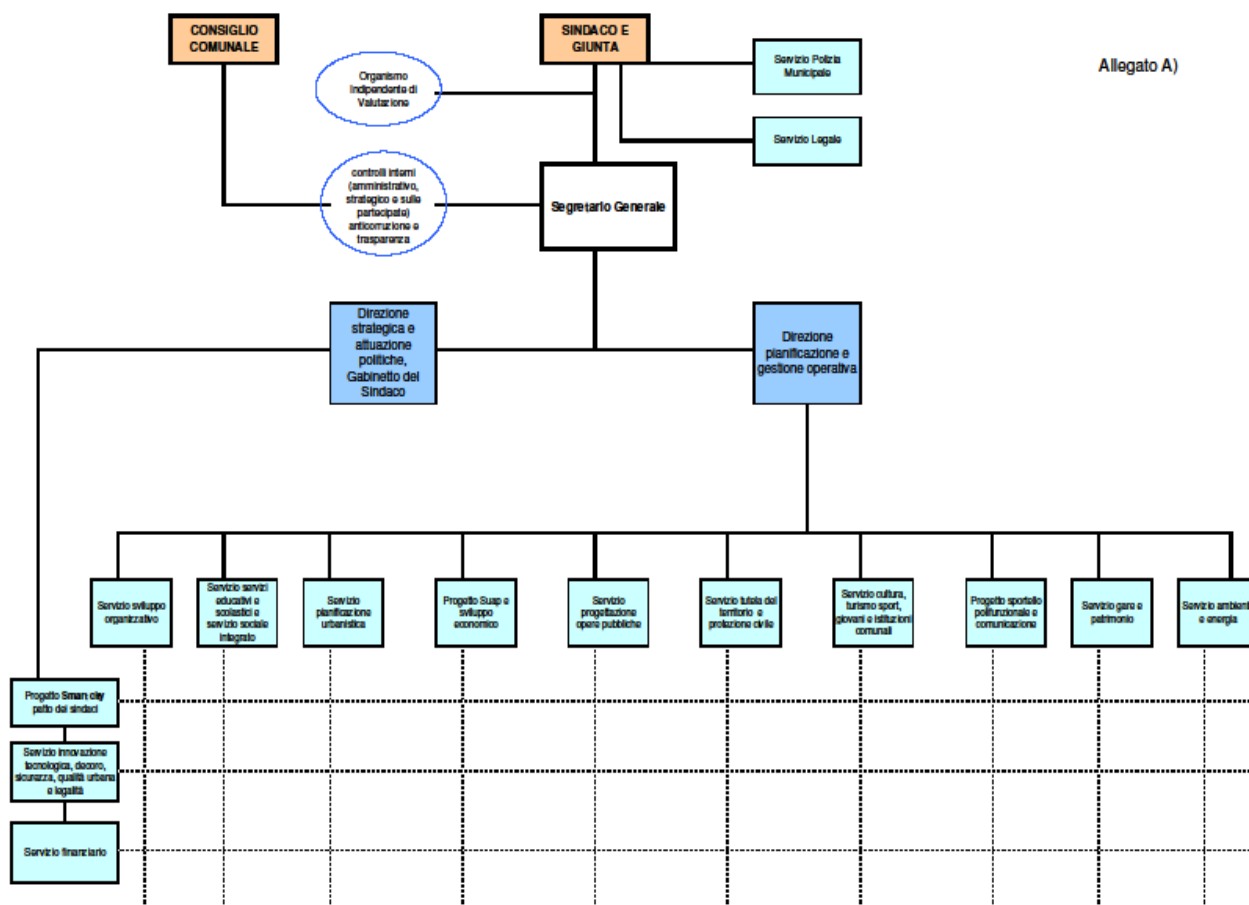 CONSIGLIO
COMUNALE
SINDACO E
GIUNTA
Servizio Polizia
Municipale
Allegato A)
Organismo
Indipendente di
Valutazione
Servizio Legale
controlli interni
(amministrativo,
strategico e sulle
partecipate)
anticorruzione e
trasparenza
Segretario Generale
Direzione
strategica e
attuazione
politiche,
Gabinetto del
Sindaco
Direzione
pianificazione e
gestione operativa
Servizio sviluppo
organizzativo
Servizio servizi
educativi e
scolastici e
servizio sociale
integrato
Servizio
pianificazione
urbanistica
Progetto Suap e
sviluppo
economico
Servizio
progettazione
opere pubbliche
Servizio tutela del
territorio e
protezione civile
Servizio cultura,
turismo sport,
giovani e istituzioni
comunali
Progetto sportello
polifunzionale e
comunicazione
Servizio gare e
patrimonio
Servizio ambiente
e energia
Progetto Smart city
patto dei sindaci
Servizio innovazione
tecnologica, decoro,
sicurezza, qualità urbana
e legalità
Servizio finanziario